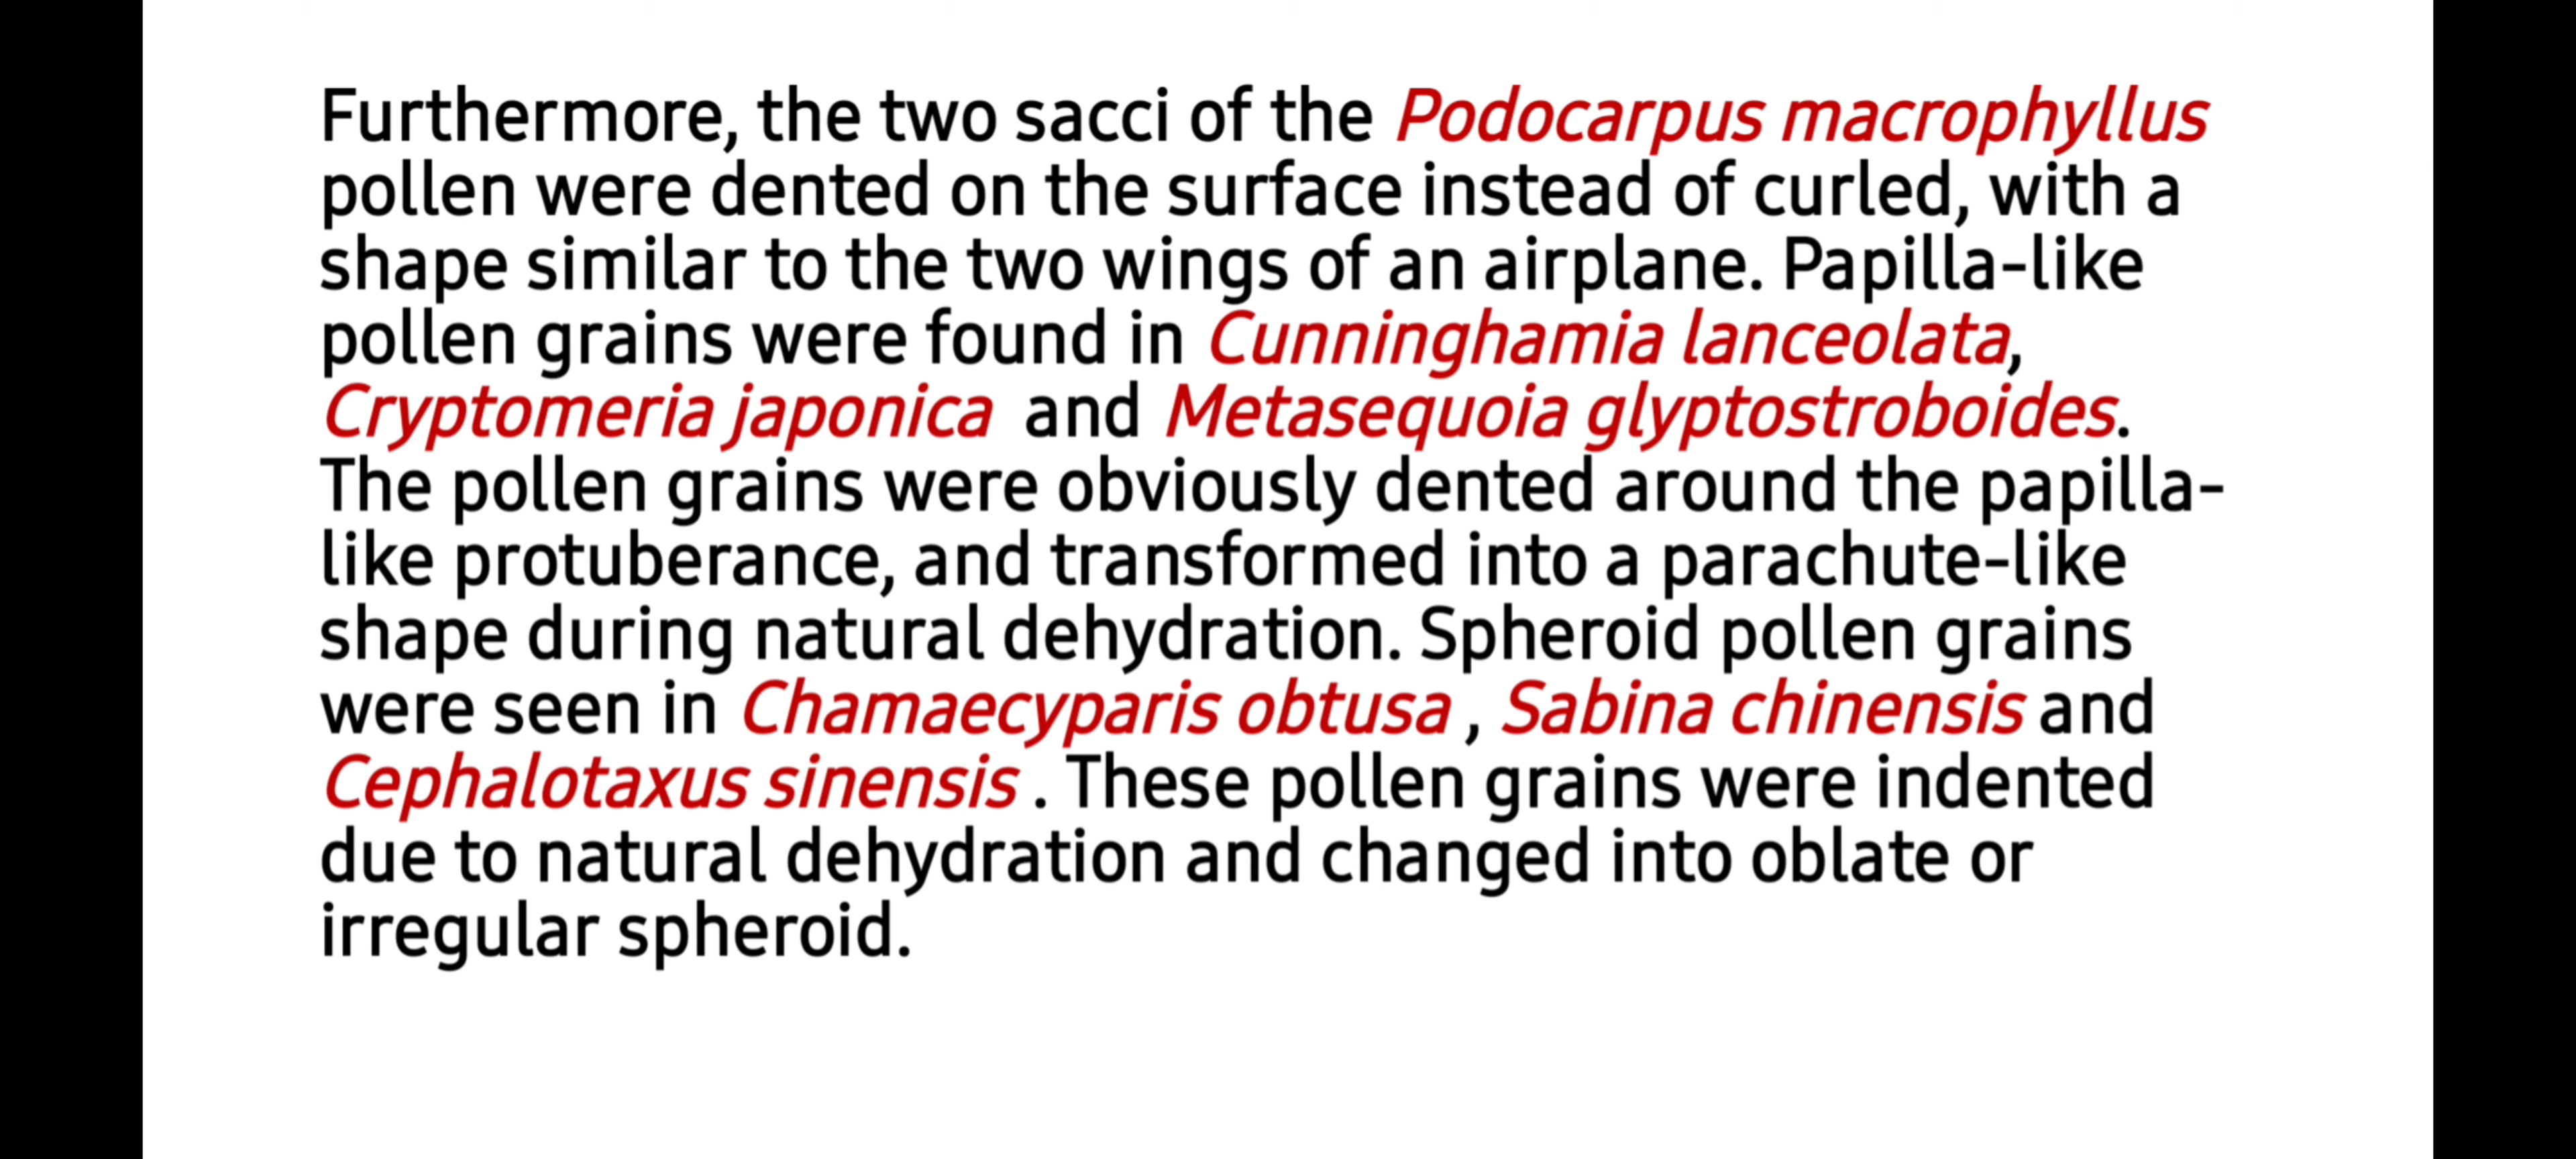 Furthermore, the two sacci of the Podocarpus macrophyllus
pollen were dented on the surface instead of curled, with a
shape similar to the two wings of an airplane. Papilla-like
pollen grains were found in Cunninghamia lanceolata,
Cryptomeria japonica and Metasequoia glyptostroboides.
The pollen grains were obviously dented around the papilla-
like protuberance, and transformed into a parachute-like
shape during natural dehydration. Spheroid pollen grains
were seen in Chamaecyparis obtusa , Sabina chinensis and
Cephalotaxus sinensis . These pollen grains were indented
due to natural dehydration and changed into oblate or
irregular spheroid.